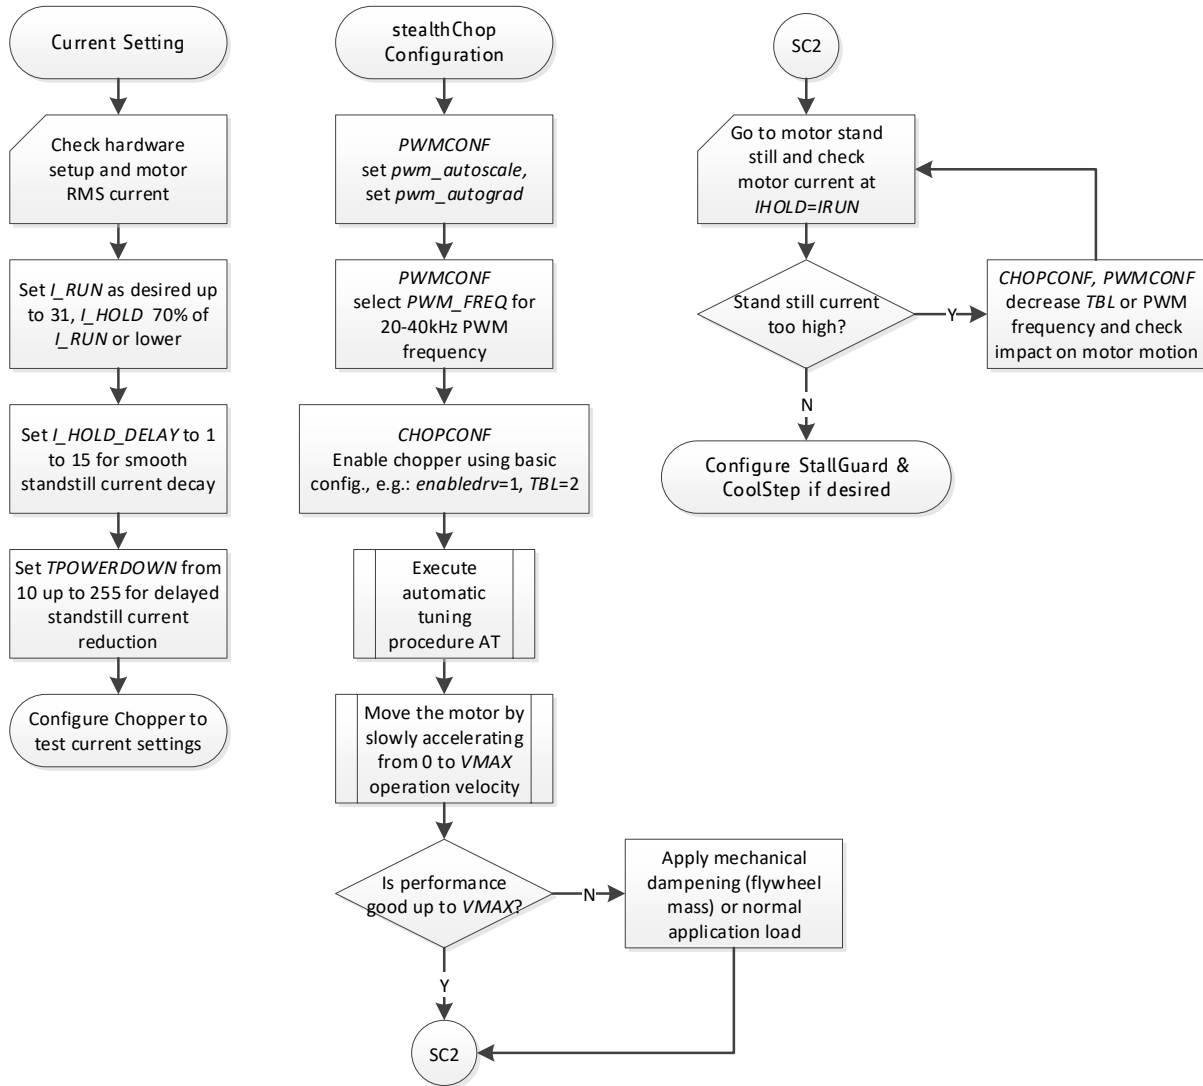 Current Setting
Check hardware
setup and motor
RMS current
Set I_RUN as desired up
to 31, I_HOLD 70% of
I_RUN or lower
Set I_HOLD_DELAY to 1
to 15 for smooth
standstill current decay
Set TPOWERDOWN from
10 up to 255 for delayed
standstill current
reduction
Configure Chopper to
test current settings
stealthChop
Configuration
PWMCONF
set pwm_autoscale,
set pwm_autograd
PWMCONF
select PWM_FREQ for
20-40kHz PWM
frequency
CHOPCONF
Enable chopper using basic
config., e.g.: enabledrv=1, TBL=2
Execute
automatic
tuning
procedure AT
Move the motor by
slowly accelerating
from 0 to VMAX
operation velocity
Is performance
good up to VMAX?
N
Apply mechanical
dampening (flywheel
mass) or normal
application load
Y
SC2
SC2
Go to motor stand
still and check
motor current at
IHOLD=IRUN
Stand still current
too high?
Y
CHOPCONF, PWMCONF
decrease TBL or PWM
frequency and check
impact on motor motion
N
Configure StallGuard &
CoolStep if desired